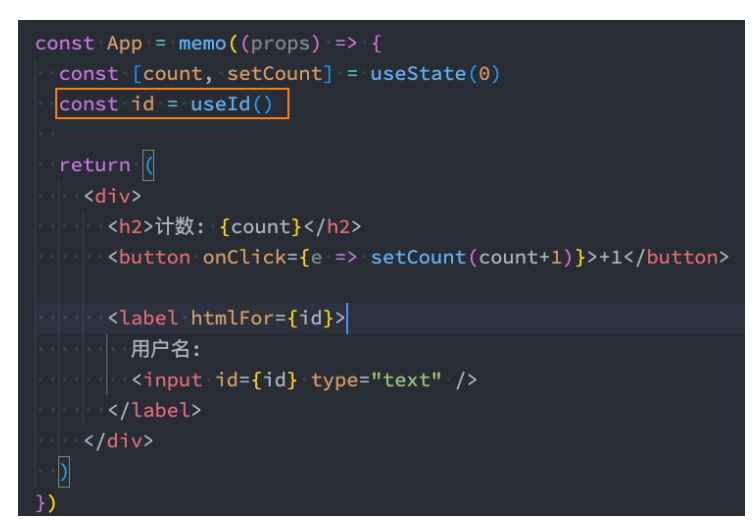 const App = memo((props) => {
  const [count, setCount] = useState(0)
  const id = useId()
  return (
    <div>
      <h2>计数: {count}</h2>
      <button onClick={e => setCount(count+1)}>+1</button>
      <label htmlFor={id}>
        用户名:
        <input id={id} type="text" />
      </label>
    </div>
  )
})